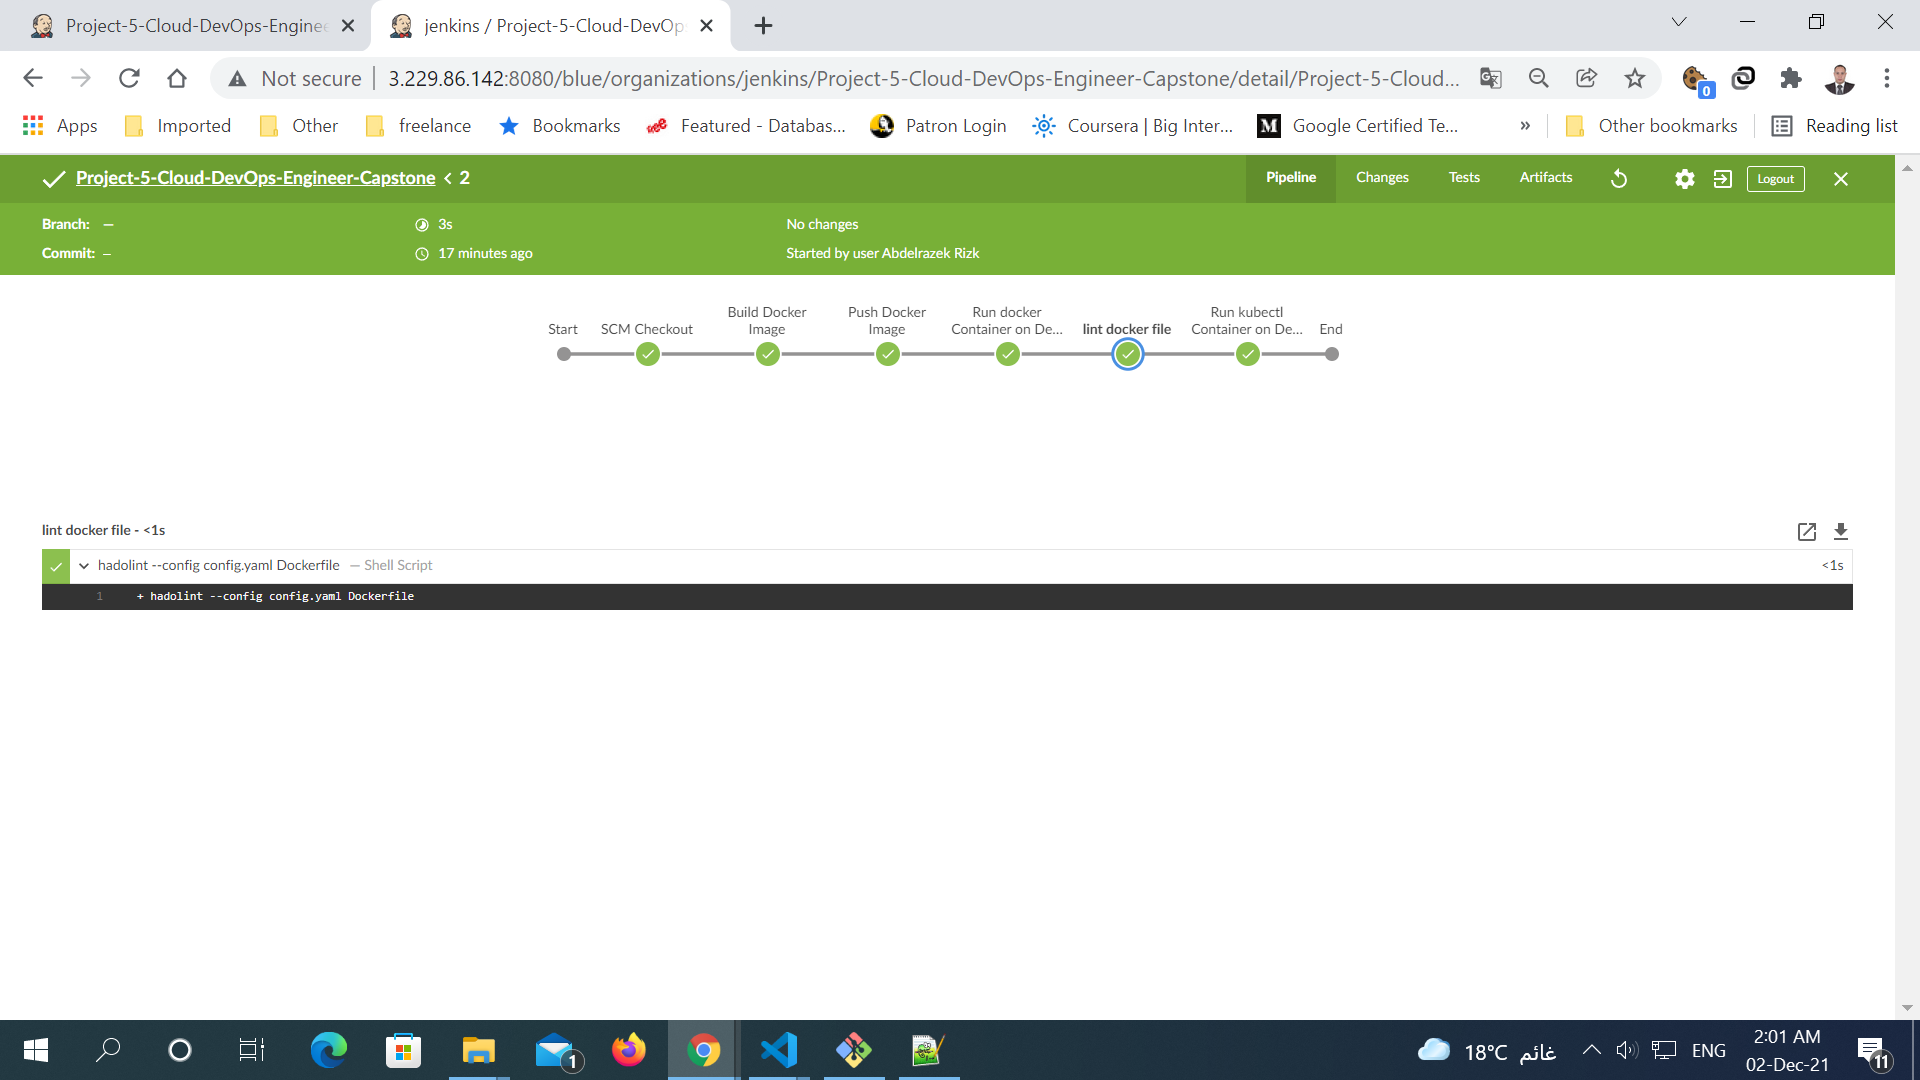 Project-5-Cloud-DevOps-Enginee
jenkins / Project-5-Cloud-DevOp
Not secure
3.229.86.142:8080/blue/organizations/jenkins/Project-5-Cloud-DevOps-Engineer-Capstone/detail/Project-5-Cloud...
0
Apps
Imported
Other
freelance
Bookmarks
Featured - Databas...
Patron Login
Coursera | Big Inter...
Google Certified Te...
»
Other bookmarks
Reading list
Project-5-Cloud-DevOps-Engineer-Capstone < 2
Pipeline
Changes
Tests
Artifacts
Logout
Branch: —
3s
No changes
Commit: —
17 minutes ago
Started by user Abdelrazek Rizk
Start
SCM Checkout
Build Docker
Image
Push Docker
Image
Run docker
Container on De...
lint docker file
Run kubectl
Container on De...
End
lint docker file - <1s
hadolint --config config.yaml Dockerfile — Shell Script
<1s
1 + hadolint --config config.yaml Dockerfile
1
18°C غائم
ENG
2:01 AM
02-Dec-21
11